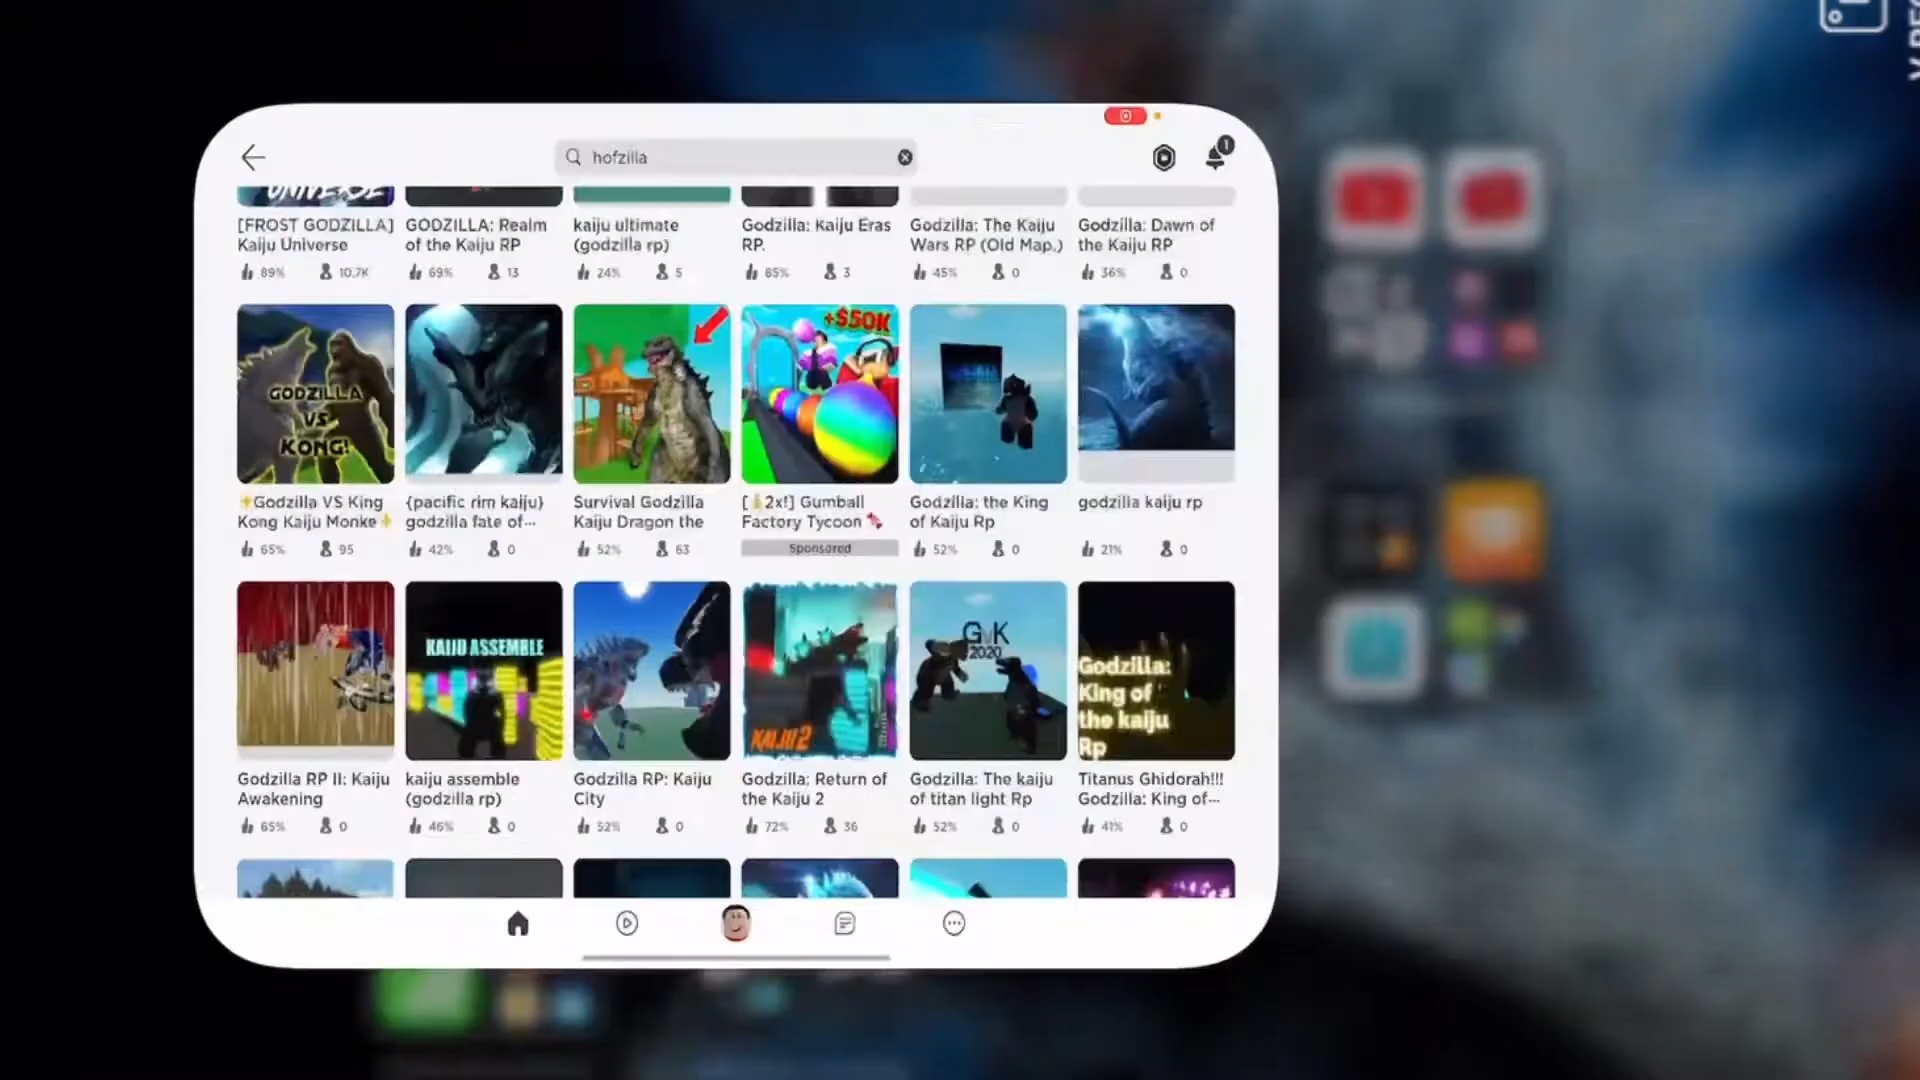 hofzilla
1
UNIVERSE
[FROST GODZILLA]
Kaiju Universe
89% 10.7K
GODZILLA: Realm
of the Kaiju RP
69% 13
kaiju ultimate
(godzilla rp)
24% 5
Godzilla: Kaiju Eras
RP.
85% 3
Godzilla: The Kaiju
Wars RP (Old Map.)
45% 0
Godzilla: Dawn of
the Kaiju RP
36% 0
GODZILLA
VS
KONG!
+$50K
Godzilla VS King
Kong Kaiju Monke
65% 95
{pacific rim kaiju}
godzilla fate of...
42% 0
Survival Godzilla
Kaiju Dragon the
52% 63
[2x!] Gumball
Factory Tycoon
Sponsored
Godzilla: the King
of Kaiju Rp
52% 0
godzilla kaiju rp
21% 0
KAIJU ASSEMBLE
KAIJU 2
GvK
2020
Godzilla:
King of
the kaiju
Rp
Godzilla RP II: Kaiju
Awakening
65% 0
kaiju assemble
(godzilla rp)
46% 0
Godzilla RP: Kaiju
City
52% 0
Godzilla: Return of
the Kaiju 2
72% 36
Godzilla: The kaiju
of titan light Rp
52% 0
Titanus Ghidorah!!!
Godzilla: King of...
41% 0